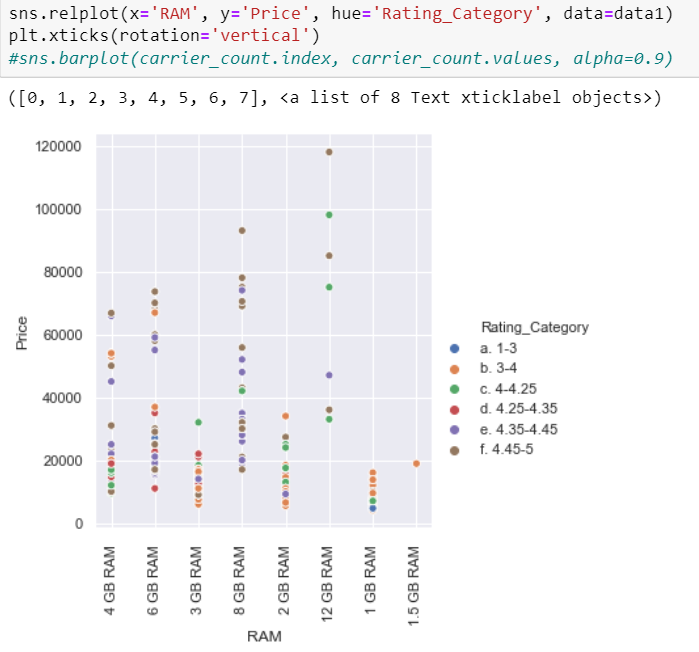 sns.relplot(x='RAM', y='Price', hue='Rating_Category', data=data1)
plt.xticks(rotation='vertical')
#sns.barplot(carrier_count.index, carrier_count.values, alpha=0.9)
([0, 1, 2, 3, 4, 5, 6, 7], <a list of 8 Text xticklabel objects>)
120000
100000
80000
60000
40000
20000
0
Price
4 GB RAM
6 GB RAM
3 GB RAM
8 GB RAM
2 GB RAM
12 GB RAM
1 GB RAM
1.5 GB RAM
RAM
Rating_Category
a. 1-3
b. 3-4
c. 4-4.25
d. 4.25-4.35
e. 4.35-4.45
f. 4.45-5